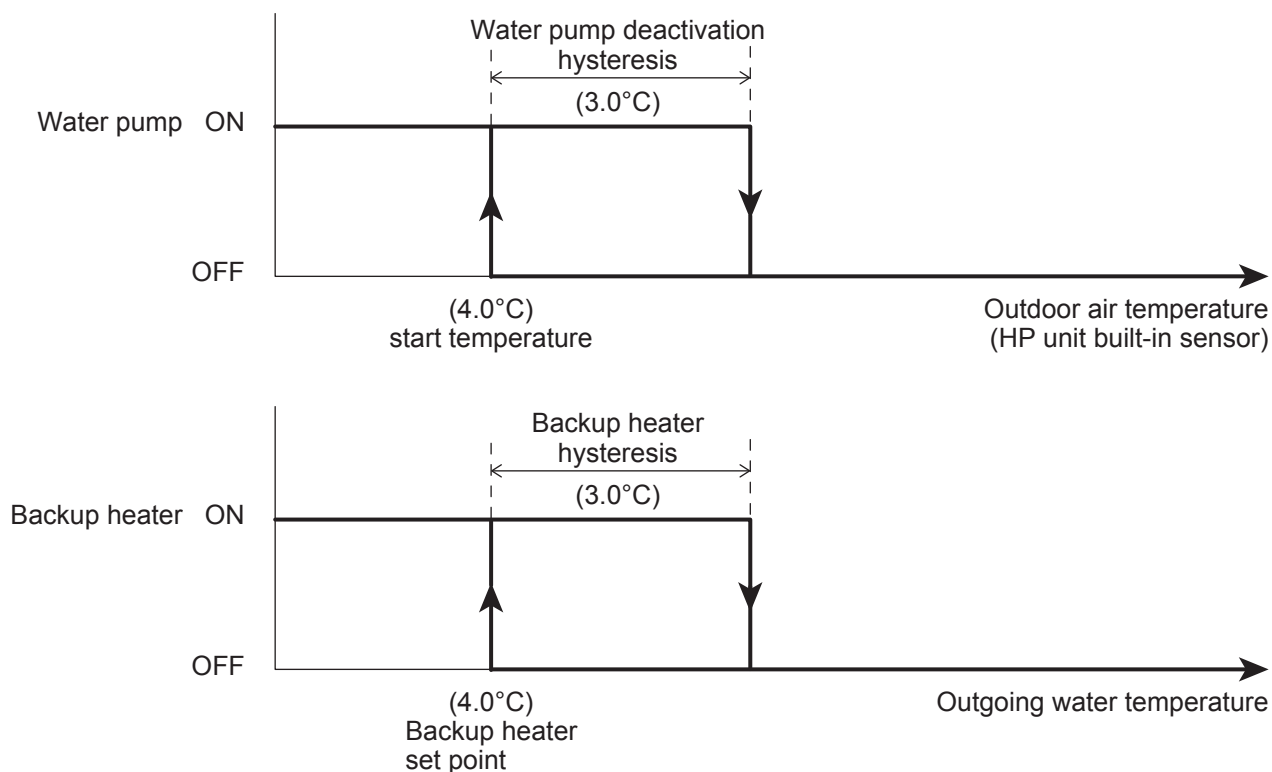 Water pump deactivation
hysteresis
(3.0°C)
Water pump ON
OFF
(4.0°C)
start temperature
Outdoor air temperature
(HP unit built-in sensor)
Backup heater
hysteresis
(3.0°C)
Backup heater ON
OFF
(4.0°C)
Backup heater
set point
Outgoing water temperature